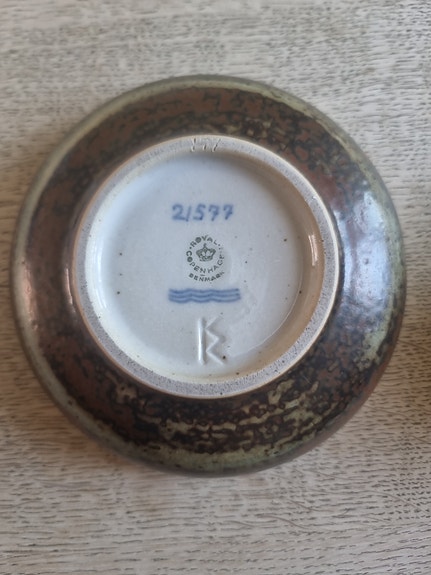 21577
ROYAL
COPENHAGEN
DENMARK
K